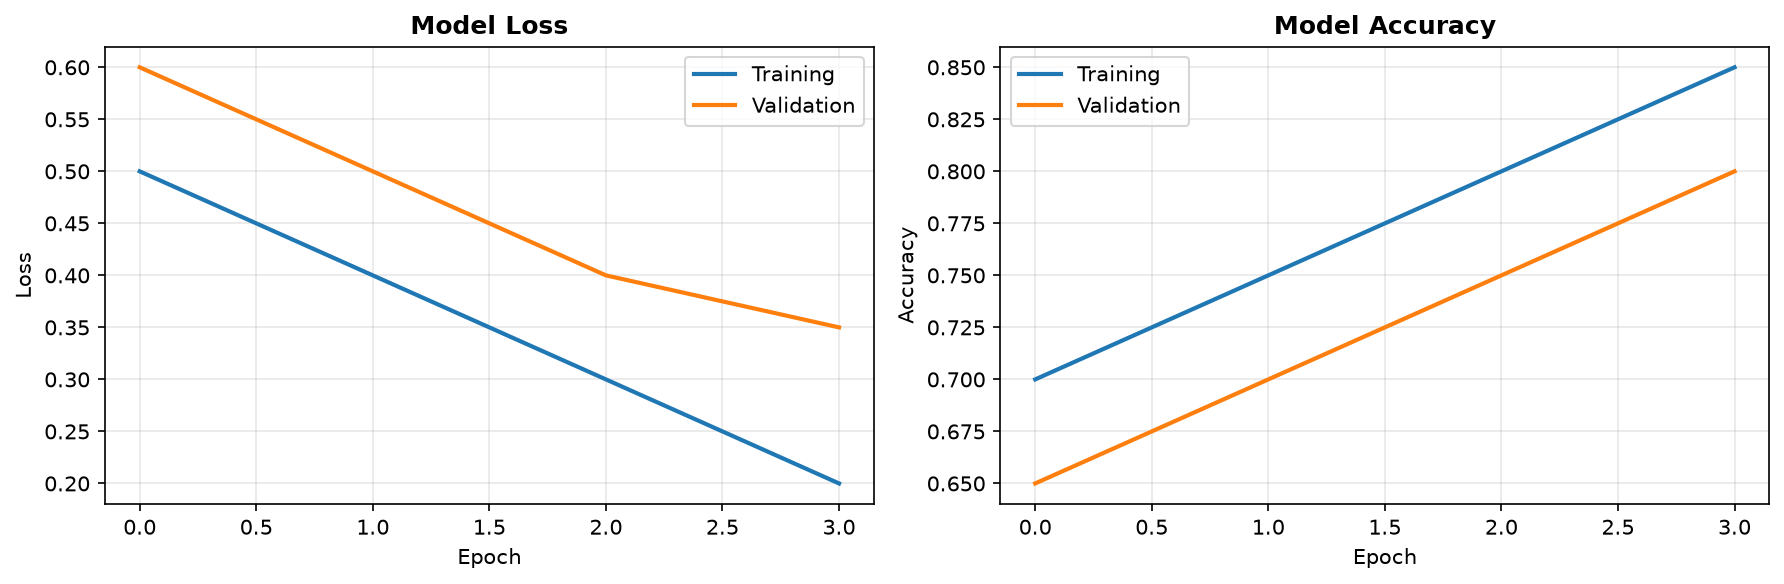 Model Loss
0.60
0.55
0.50
0.45
0.40
0.35
0.30
0.25
0.20
Loss
Training
Validation
0.0 0.5 1.0 1.5 2.0 2.5 3.0
Epoch
Model Accuracy
0.850
0.825
0.800
0.775
0.750
0.725
0.700
0.675
0.650
Accuracy
Training
Validation
0.0 0.5 1.0 1.5 2.0 2.5 3.0
Epoch